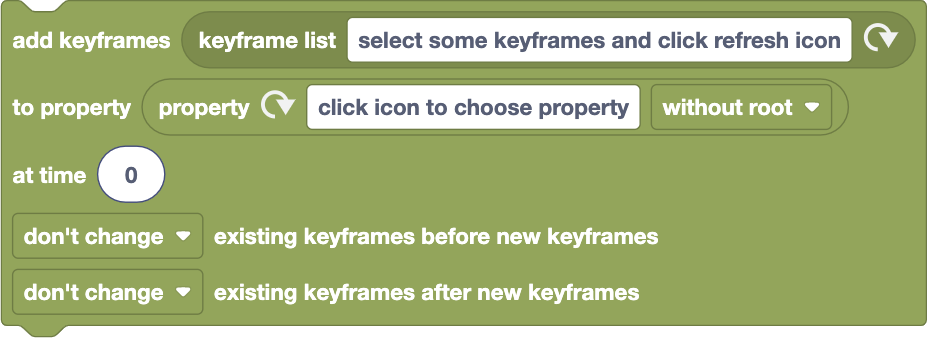 add keyframes keyframe list select some keyframes and click refresh icon
to property property click icon to choose property without root
at time 0
don't change existing keyframes before new keyframes
don't change existing keyframes after new keyframes